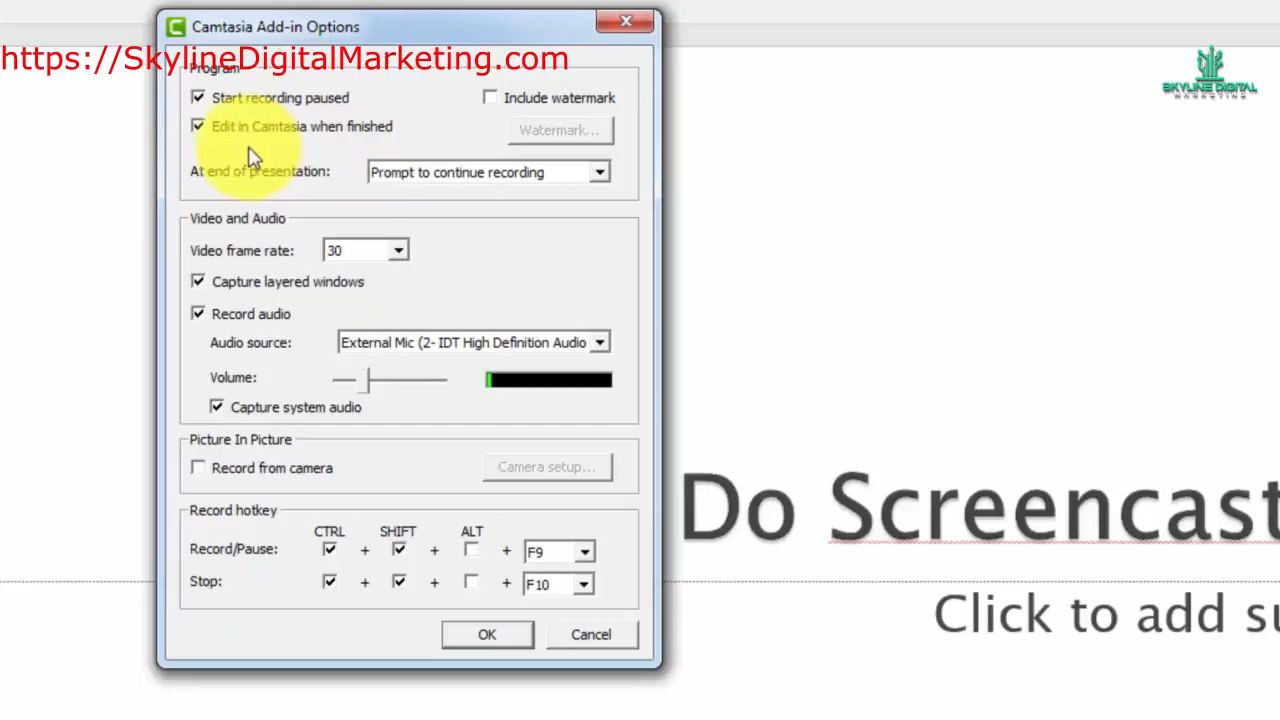 Camtasia Add-in Options
https://SkylineDigitalMarketing.com
Program
Start recording paused
Include watermark
Edit in Camtasia when finished
Watermark...
At end of presentation:
Prompt to continue recording
Video and Audio
Video frame rate:
30
Capture layered windows
Record audio
Audio source:
External Mic (2- IDT High Definition Audio
Volume:
Capture system audio
Picture In Picture
Record from camera
Camera setup...
Record hotkey
CTRL SHIFT ALT
Record/Pause: + + + F9
Stop: + + + F10
OK
Cancel
SKYLINE DIGITAL
MARKETING
Do Screencast
Click to add su